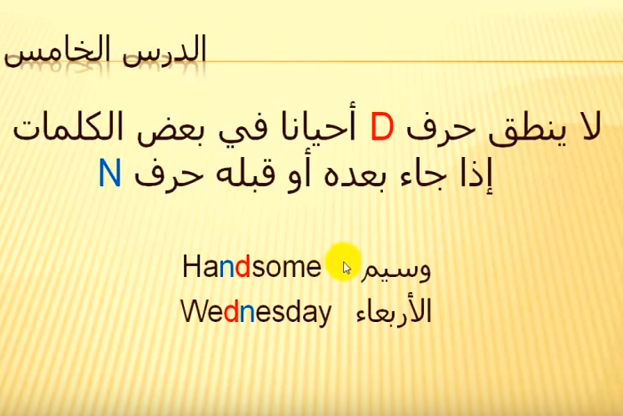 الدرس الخامس
لا ينطق حرف D أحيانا في بعض الكلمات
إذا جاء بعده أو قبله حرف N
Handsome وسيم
Wednesday الأربعاء